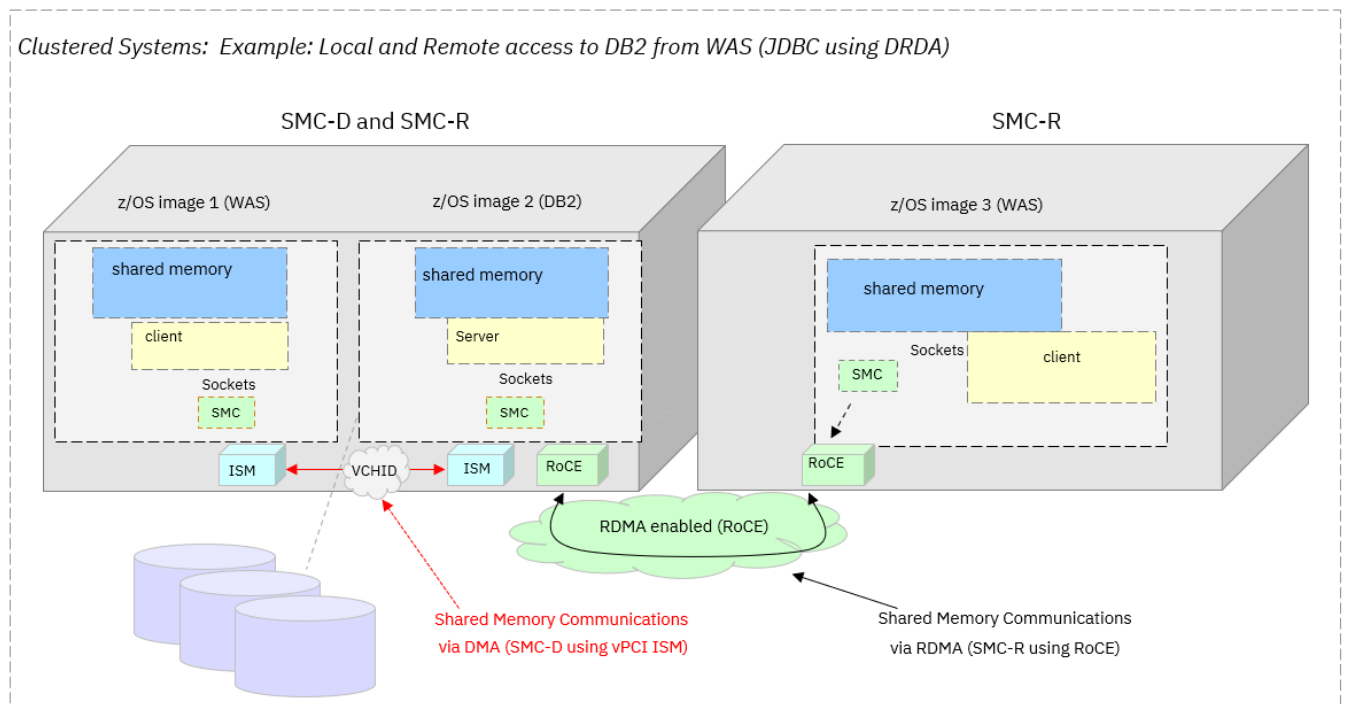 Clustered Systems:  Example: Local and Remote access to DB2 from WAS (JDBC using DRDA)
SMC-D and SMC-R
SMC-R
z/OS image 1 (WAS)
z/OS image 2 (DB2)
z/OS image 3 (WAS)
shared memory
client
Sockets
SMC
shared memory
Server
Sockets
SMC
shared memory
Sockets
client
SMC
ISM
VCHID
ISM
RoCE
RoCE
RDMA enabled (RoCE)
Shared Memory Communications
via DMA (SMC-D using vPCI ISM)
Shared Memory Communications
via RDMA (SMC-R using RoCE)